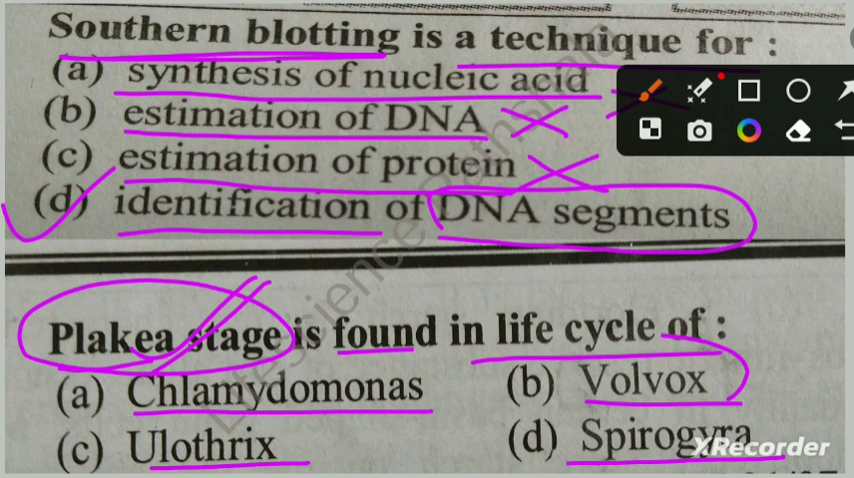 Southern blotting is a technique for :
(a) synthesis of nucleic acid
(b) estimation of DNA
(c) estimation of protein
(d) identification of DNA segments
Plakea stage is found in life cycle of :
(a) Chlamydomonas (b) Volvox
(c) Ulothrix (d) Spirogyra
XRecorder